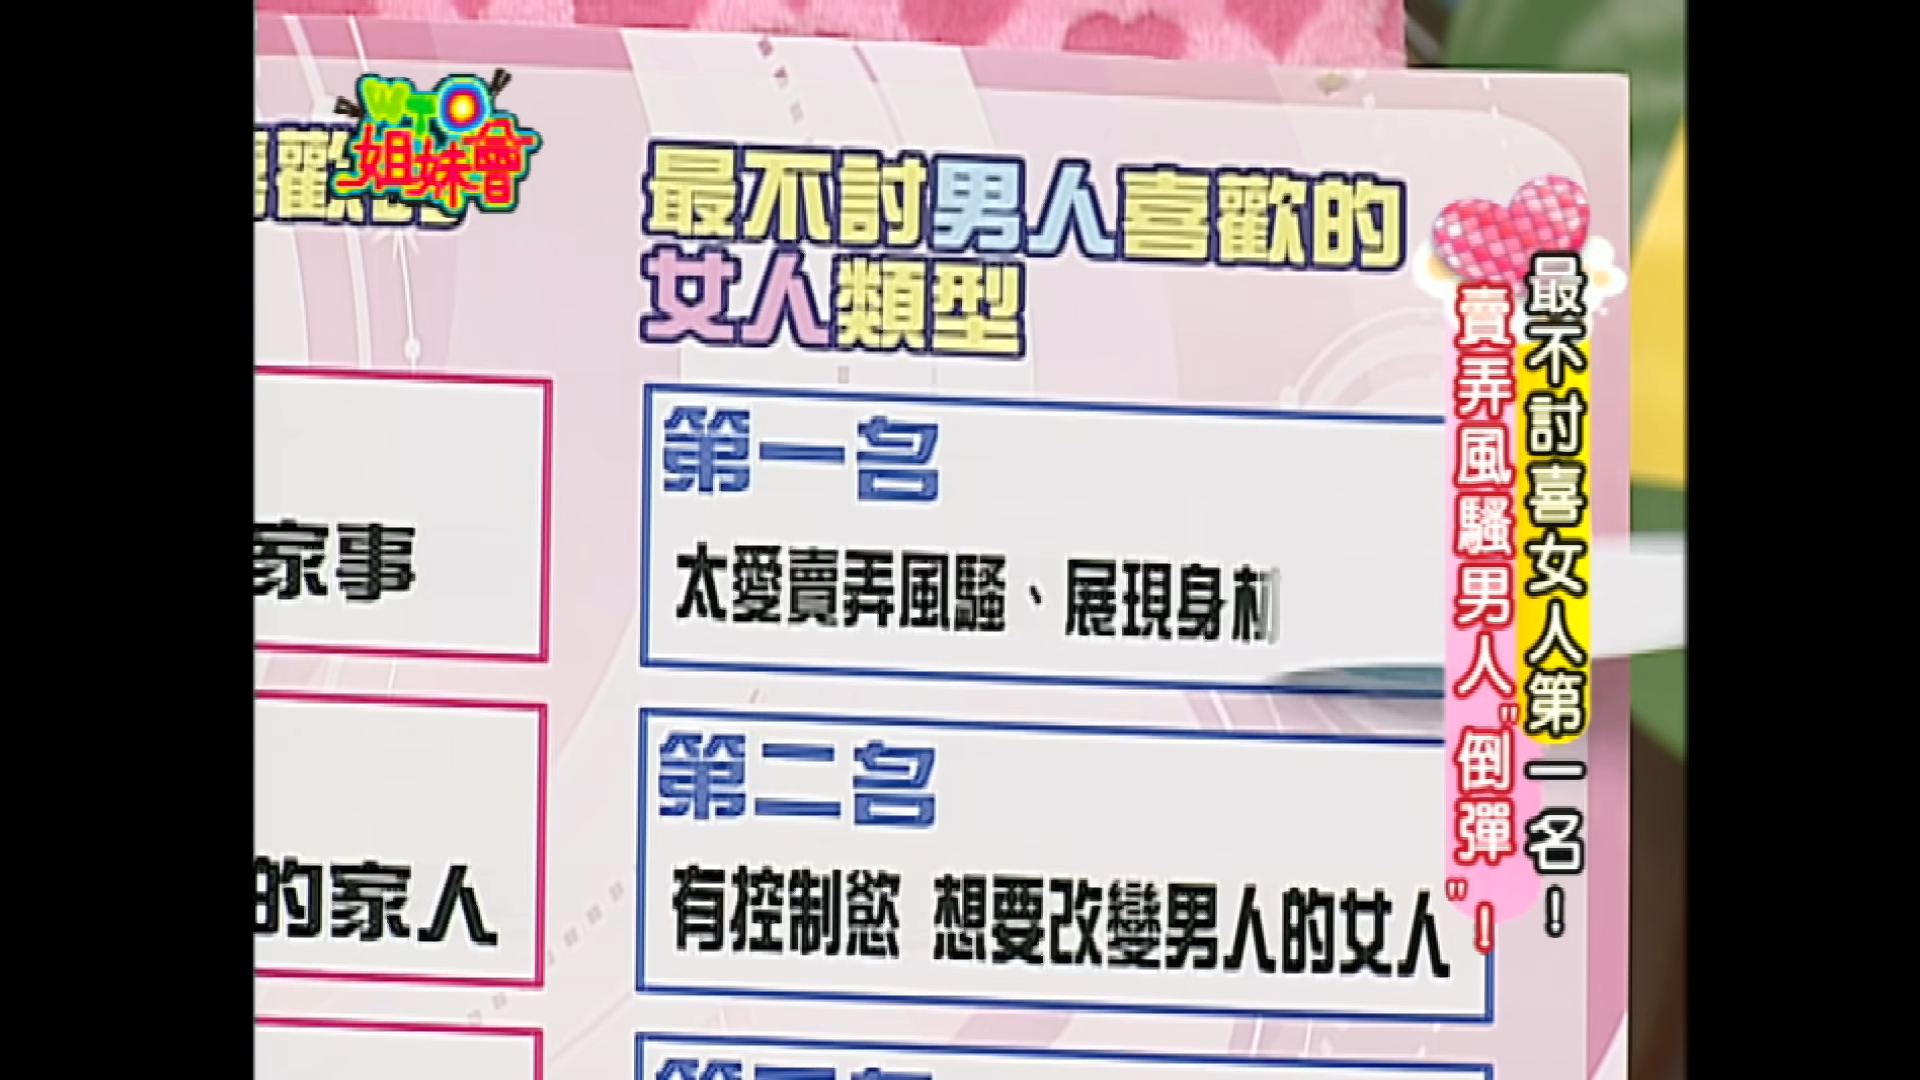 WTO
姐妹會
最不討男人喜歡的
女人類型
第一名
太愛賣弄風騷、展現身材
第二名
有控制慾 想要改變男人的女人
家事
的家人
最不討喜女人第一名！
賣弄風騷男人"倒彈"！